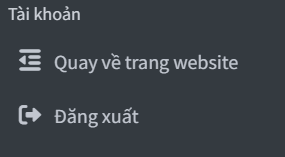 Tài khoản
Quay về trang website
Đăng xuất